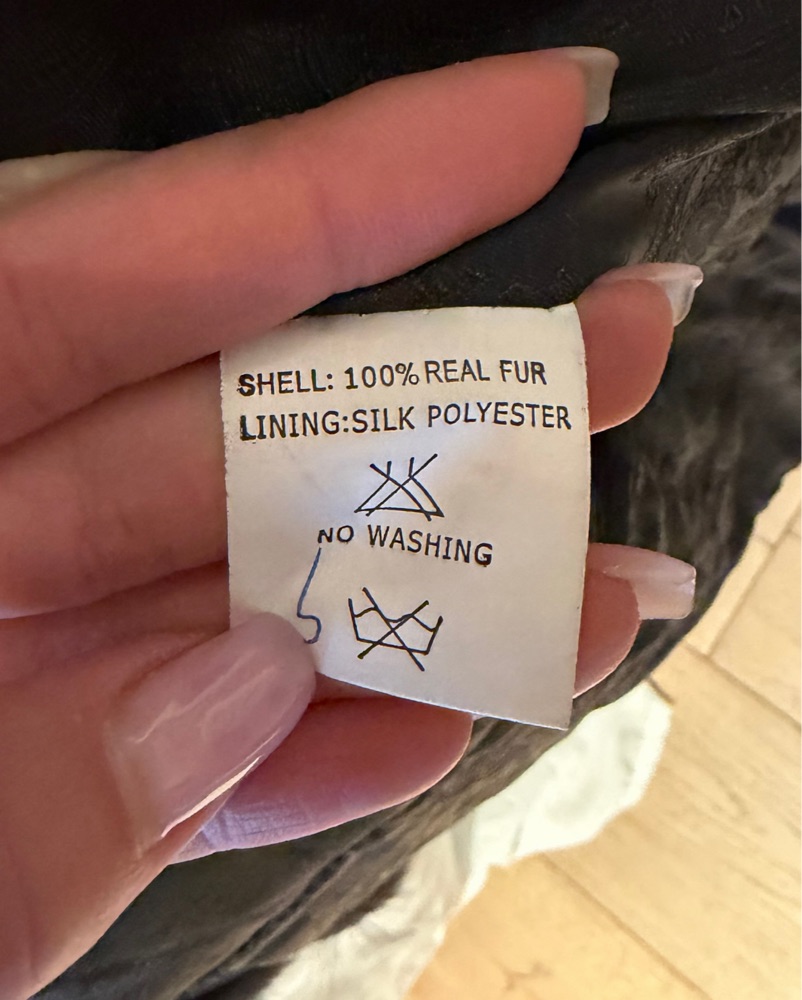 SHELL: 100% REAL FUR
LINING:SILK POLYESTER
NO WASHING